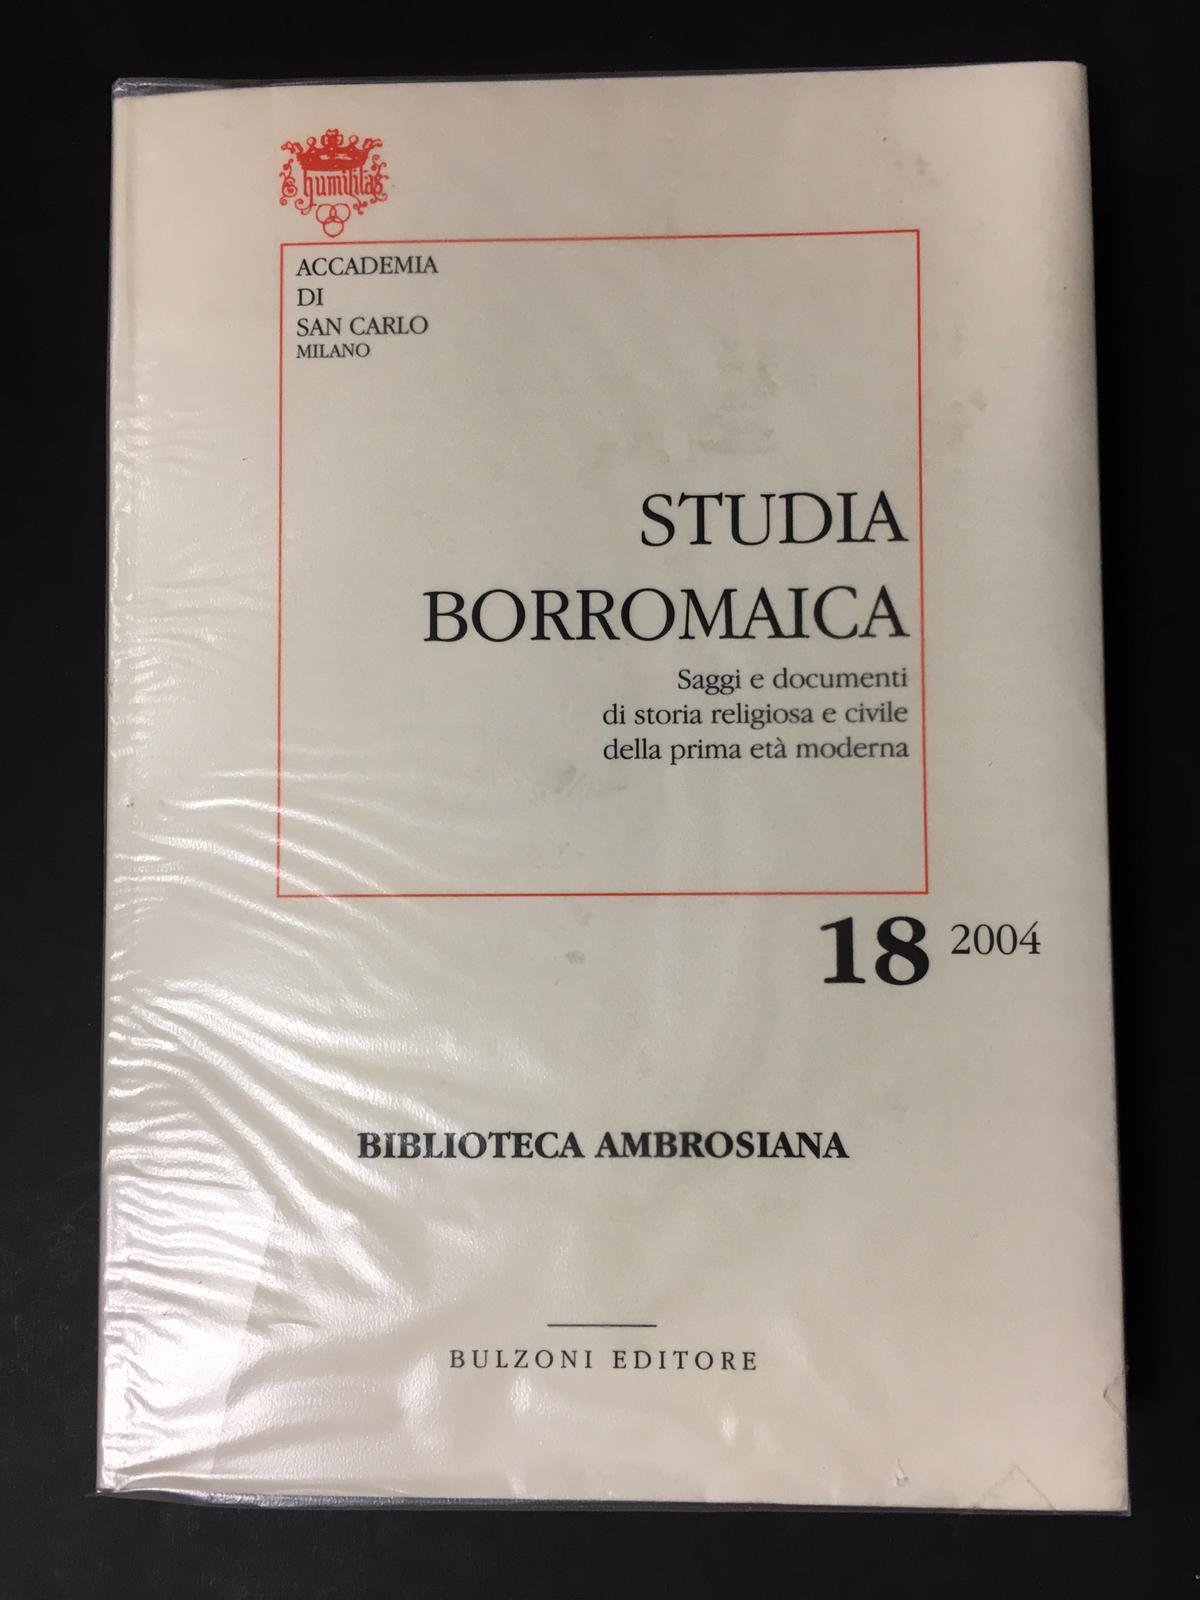 humilitas
ACCADEMIA
DI
SAN CARLO
MILANO
STUDIA
BORROMAICA
Saggi e documenti
di storia religiosa e civile
della prima età moderna
18 2004
BIBLIOTECA AMBROSIANA
BULZONI EDITORE